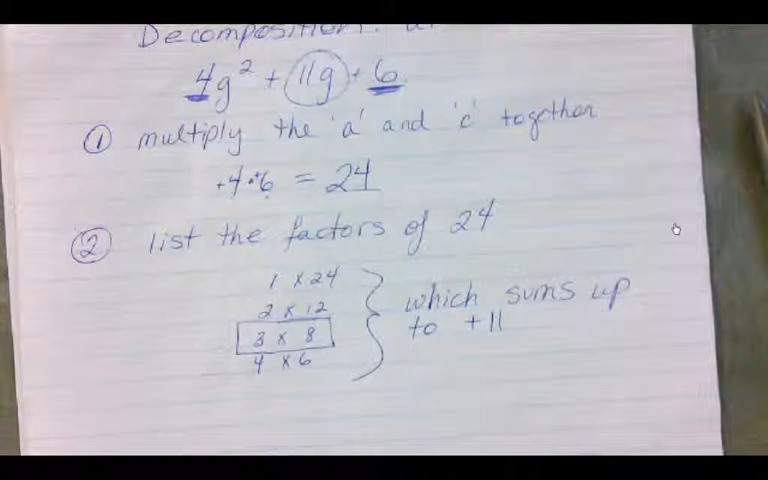 Decomposition:
4g² + 11g + 6
① multiply the 'a' and 'c' together
+4·+6 = 24
② list the factors of 24
1 x 24
2 x 12
3 x 8
4 x 6
which sums up
to +11